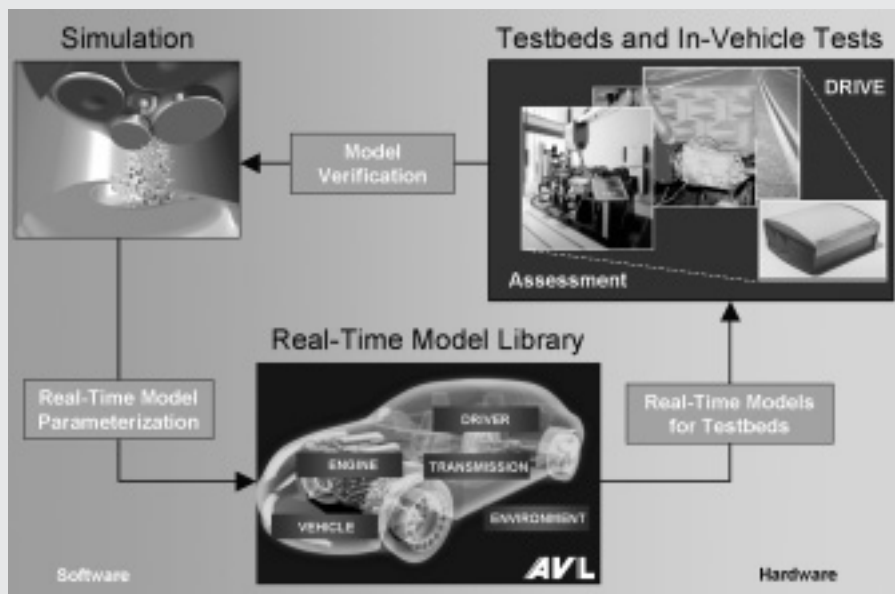 Simulation
Testbeds and In-Vehicle Tests
DRIVE
Model
Verification
Assessment
Real-Time Model Library
Real-Time Model
Parameterization
DRIVER
ENGINE
TRANSMISSION
VEHICLE
ENVIRONMENT
Real-Time Models
for Testbeds
Software
AVL
Hardware